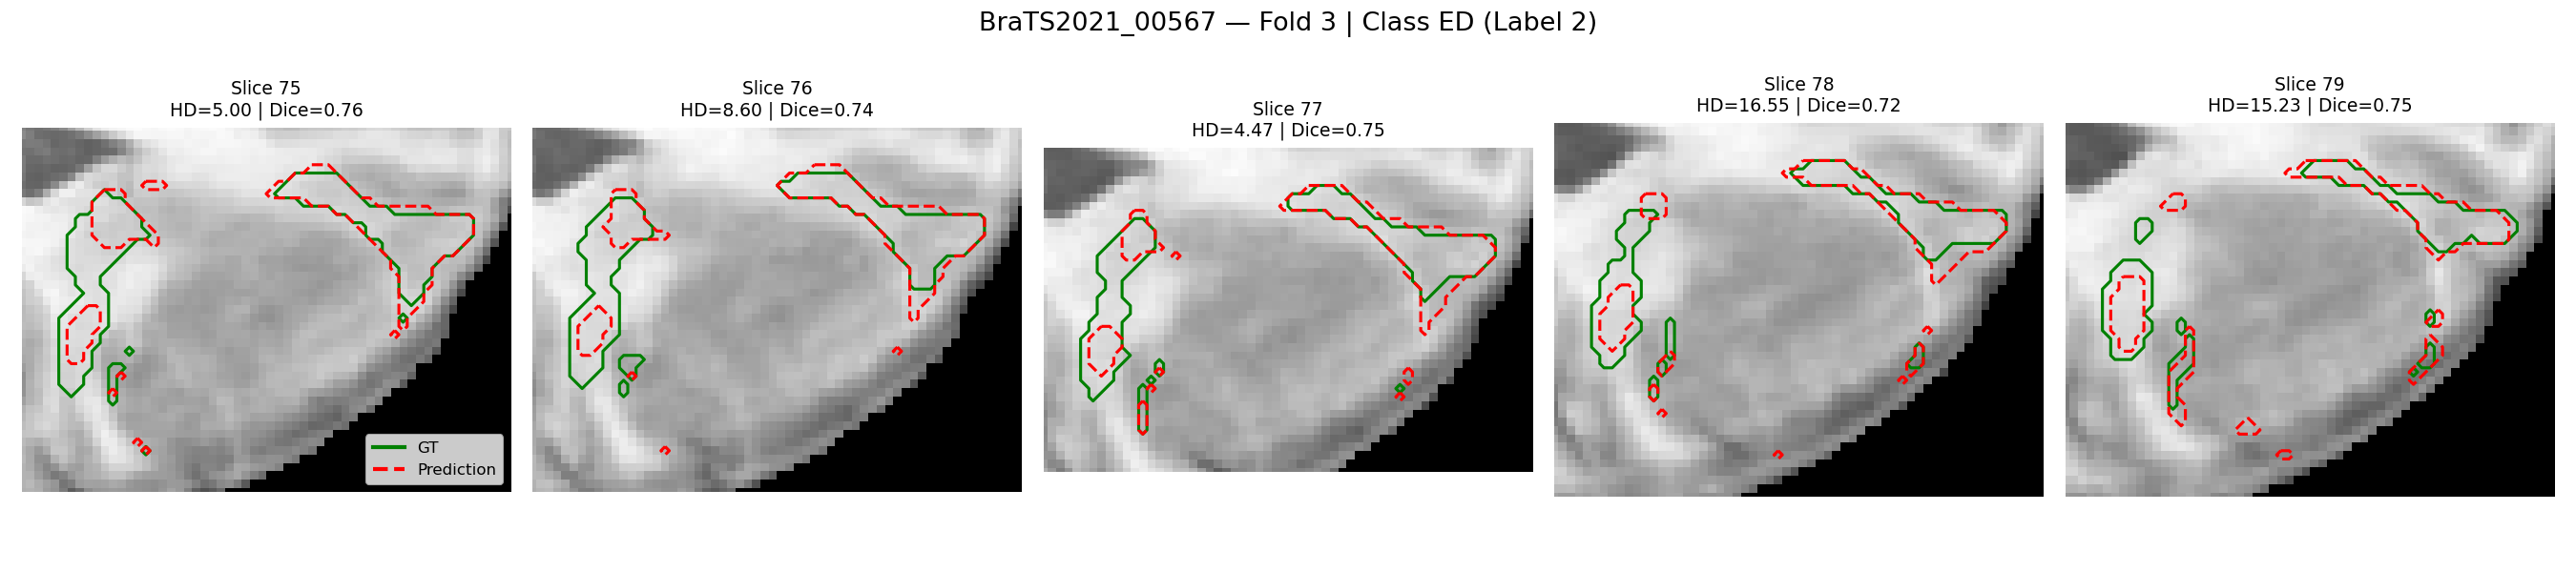 BraTS2021_00567 — Fold 3 | Class ED (Label 2)
Slice 75
HD=5.00 | Dice=0.76
Slice 76
HD=8.60 | Dice=0.74
Slice 77
HD=4.47 | Dice=0.75
Slice 78
HD=16.55 | Dice=0.72
Slice 79
HD=15.23 | Dice=0.75
GT
Prediction